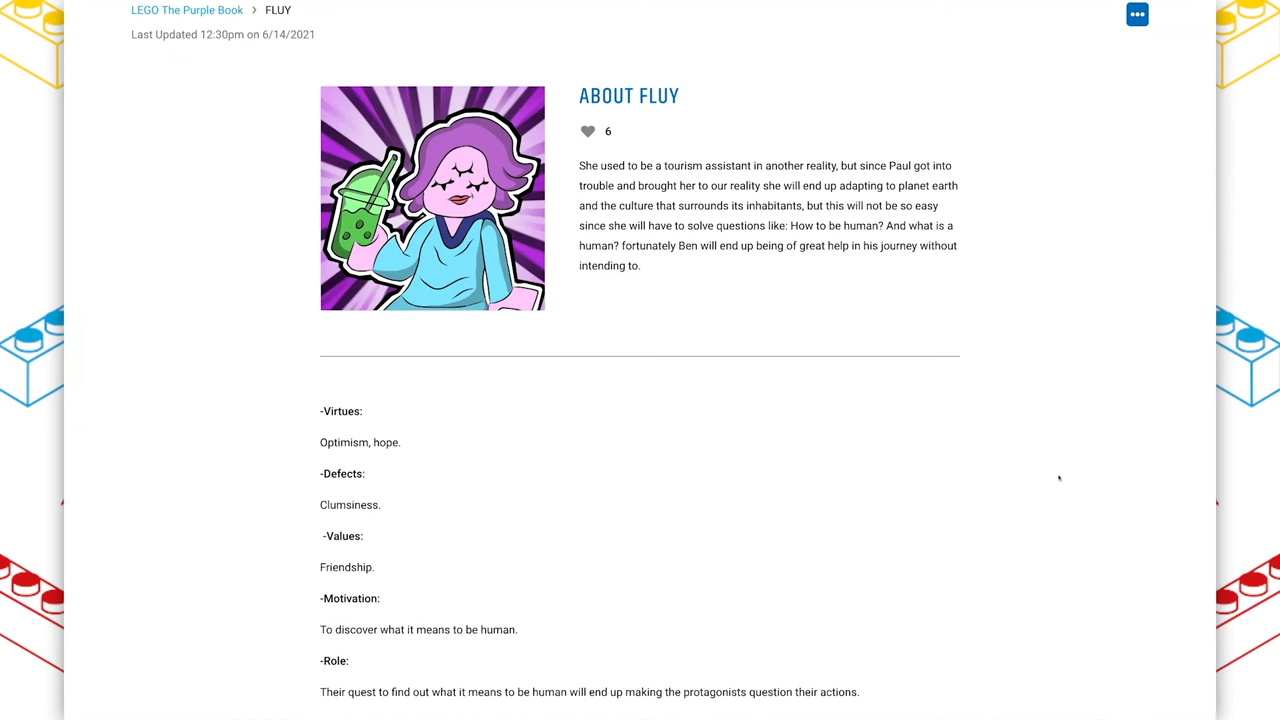 LEGO The Purple Book > FLUY
Last Updated 12:30pm on 6/14/2021
ABOUT FLUY
6
She used to be a tourism assistant in another reality, but since Paul got into
trouble and brought her to our reality she will end up adapting to planet earth
and the culture that surrounds its inhabitants, but this will not be so easy
since she will have to solve questions like: How to be human? And what is a
human? fortunately Ben will end up being of great help in his journey without
intending to.
-Virtues:
Optimism, hope.
-Defects:
Clumsiness.
-Values:
Friendship.
-Motivation:
To discover what it means to be human.
-Role:
Their quest to find out what it means to be human will end up making the protagonists question their actions.